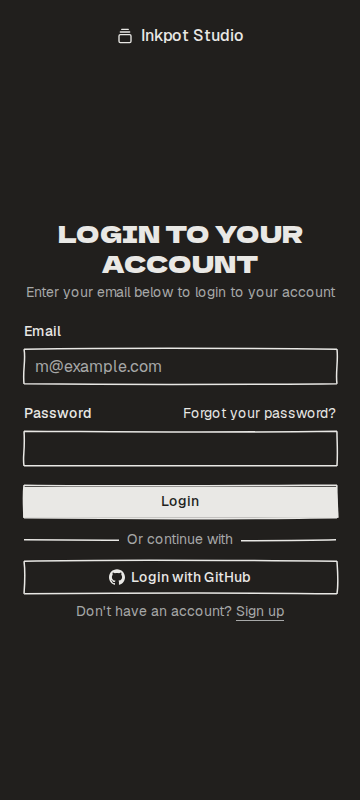 Inkpot Studio
LOGIN TO YOUR
ACCOUNT
Enter your email below to login to your account
Email
m@example.com
Password Forgot your password?
Login
Or continue with
Login with GitHub
Don't have an account? Sign up